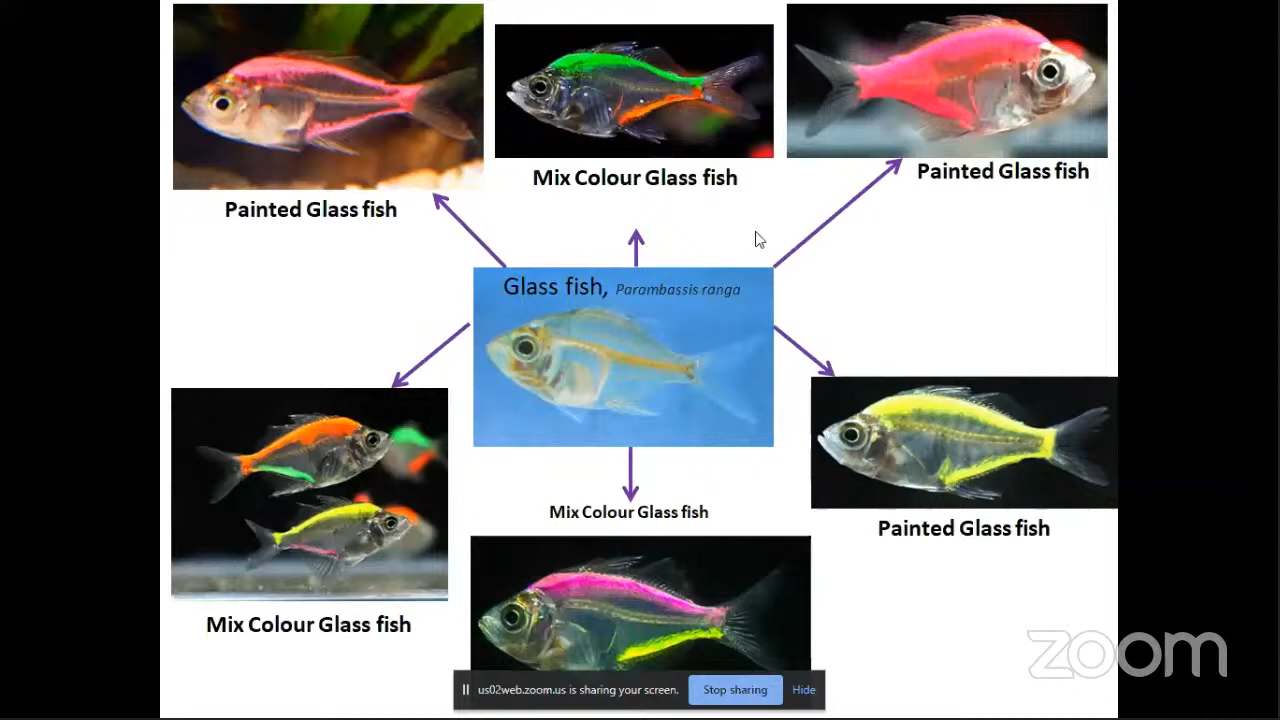 Mix Colour Glass fish
Painted Glass fish
Painted Glass fish
Glass fish, Parambassis ranga
Mix Colour Glass fish
Painted Glass fish
Mix Colour Glass fish
zoom
us02web.zoom.us is sharing your screen. Stop sharing Hide